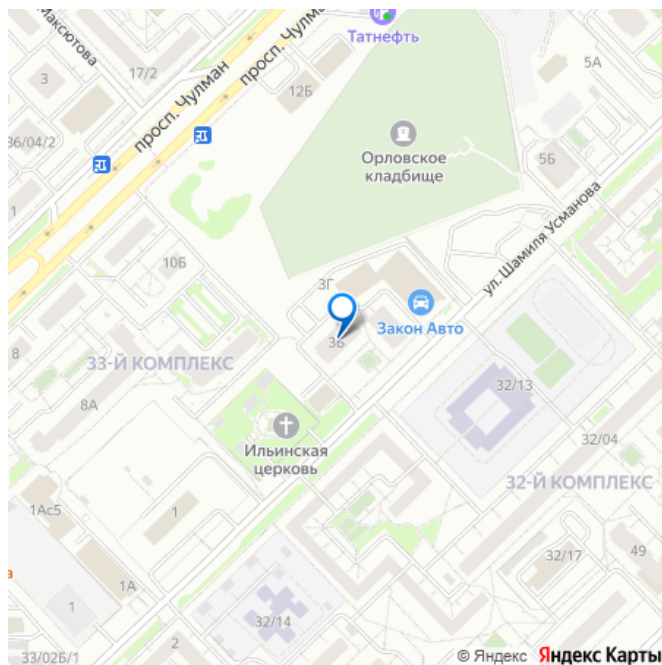 Максютова
17/2
3
36/04/2
просп. Чулман
просп. Чулман
Татнефть
12Б
5А
Орловское
кладбище
5Б
ул. Шамиля Усманова
1
10Б
3Г
Закон Авто
3Б
8
33-Й КОМПЛЕКС
8А
32/13
Ильинская
церковь
32/04
32-Й КОМПЛЕКС
1Ас5
1
49
32/17
а
1А
1
32/14
2
33/02Б/1
© Яндекс Яндекс Карты